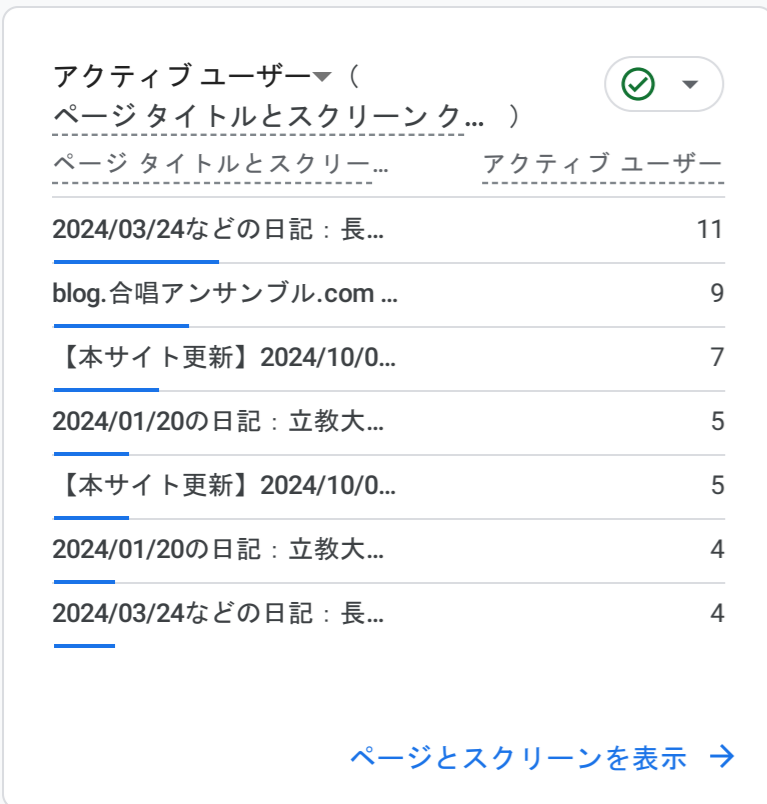 アクティブ ユーザー▼（
ページ タイトルとスクリーン ク… ）
ページ タイトルとスクリー… アクティブ ユーザー
2024/03/24などの日記：長… 11
blog.合唱アンサンブル.com … 9
【本サイト更新】2024/10/0… 7
2024/01/20の日記：立教大… 5
【本サイト更新】2024/10/0… 5
2024/01/20の日記：立教大… 4
2024/03/24などの日記：長… 4
ページとスクリーンを表示 →